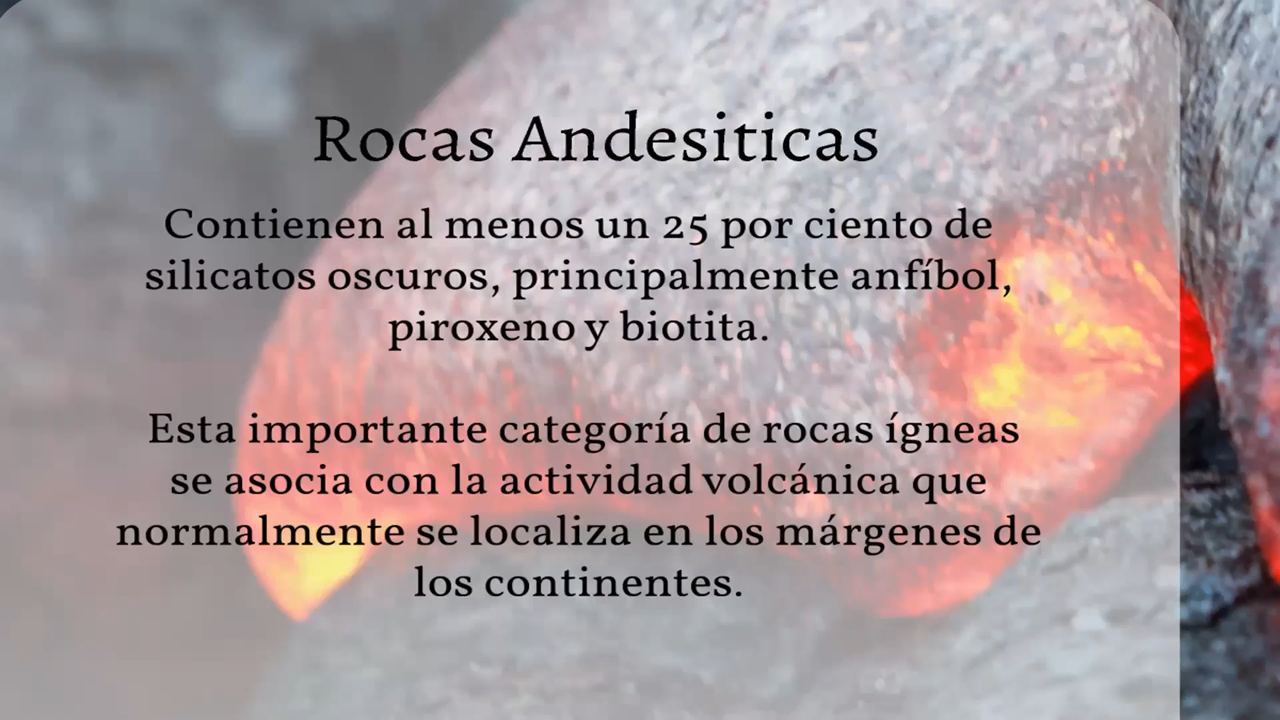 Rocas Andesiticas
Contienen al menos un 25 por ciento de
silicatos oscuros, principalmente anfíbol,
piroxeno y biotita.
Esta importante categoría de rocas ígneas
se asocia con la actividad volcánica que
normalmente se localiza en los márgenes de
los continentes.